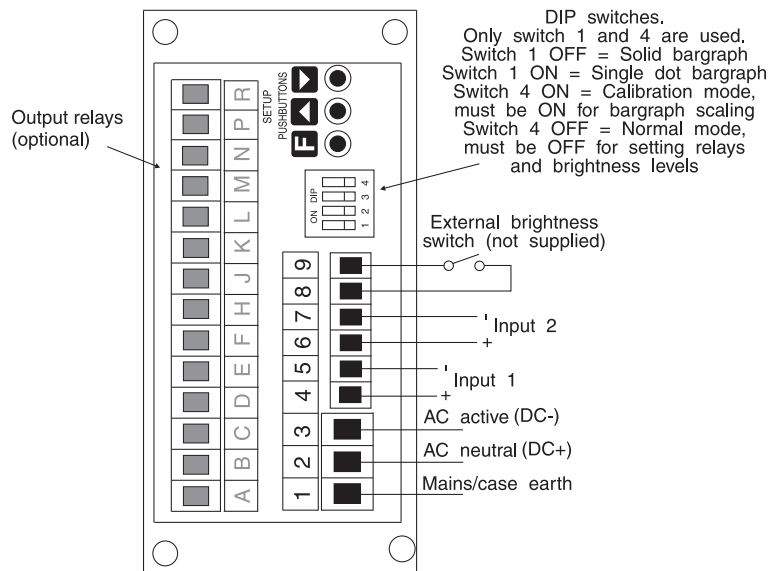 DIP switches.
Only switch 1 and 4 are used.
Switch 1 OFF = Solid bargraph
Switch 1 ON = Single dot bargraph
Switch 4 ON = Calibration mode,
must be ON for bargraph scaling
Switch 4 OFF = Normal mode,
must be OFF for setting relays
and brightness levels
Output relays
(optional)
SETUP
PUSHBUTTONS
F
ON DIP
1 2 3 4
External brightness
switch (not supplied)
R
P
N
M
L
K
J
H
F
E
D
C
B
A
9
8
7
6
5
4
3
2
1
-
Input 2
+
-
Input 1
+
AC active (DC-)
AC neutral (DC+)
Mains/case earth